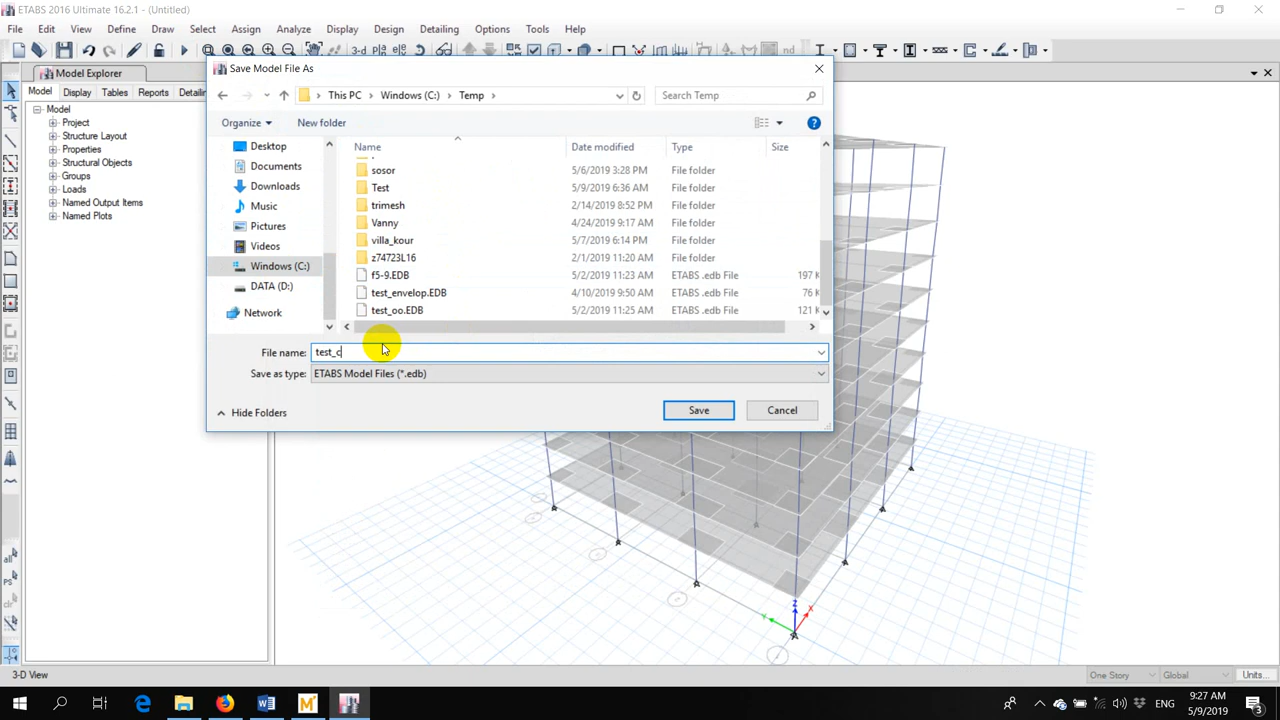 ETABS 2016 Ultimate 16.2.1 - (Untitled)
File Edit View Define Draw Select Assign Analyze Display Design Detailing Options Tools Help
3-d
nd
Model Explorer
Model Display Tables Reports Detailin
Model
Project
Structure Layout
Properties
Structural Objects
Groups
Loads
Named Output Items
Named Plots
Save Model File As
This PC > Windows (C:) > Temp >
Search Temp
Organize New folder
Desktop
Documents
Downloads
Music
Pictures
Videos
Windows (C:)
DATA (D:)
Network
Name Date modified Type Size
sosor 5/6/2019 3:28 PM File folder
Test 5/9/2019 6:36 AM File folder
trimesh 2/14/2019 8:52 PM File folder
Vanny 4/24/2019 9:17 AM File folder
villa_kour 5/7/2019 6:14 PM File folder
z74723L16 2/1/2019 11:20 AM File folder
f5-9.EDB 5/2/2019 11:23 AM ETABS .edb File 197 K
test_envelop.EDB 4/10/2019 9:50 AM ETABS .edb File 76 K
test_oo.EDB 5/2/2019 11:25 AM ETABS .edb File 121 K
File name: test_c
Save as type: ETABS Model Files (*.edb)
Hide Folders
Save Cancel
all
PS
clr
Z
X
Y
3-D View
One Story Global Units...
ENG
9:27 AM
5/9/2019
3